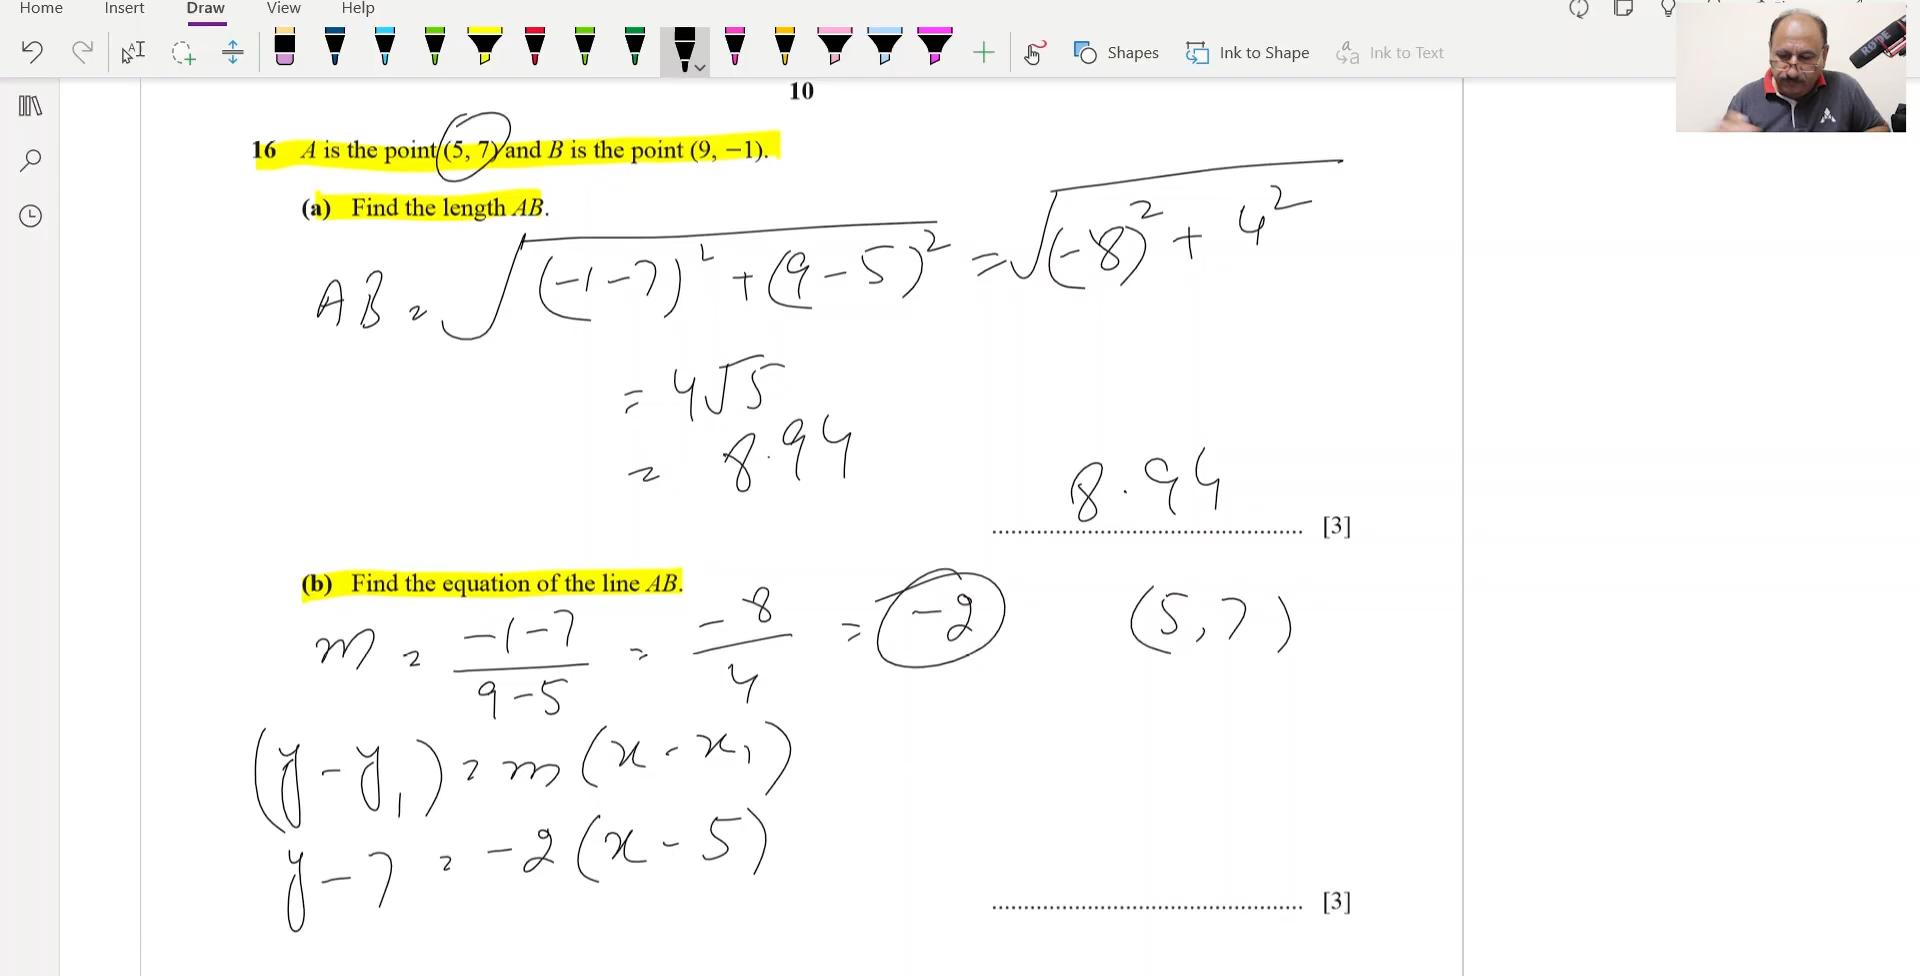 Home Insert Draw View Help
Shapes Ink to Shape Ink to Text
RØDE
10
16 A is the point (5, 7) and B is the point (9, −1).
(a) Find the length AB.
AB = √((-1-7)² + (9-5)²) = √((-8)² + 4²)
= 4√5
= 8.94
8.94
[3]
(b) Find the equation of the line AB.
m = (-1-7)/(9-5) = -8/4 = -2 (5,7)
(y-y₁) = m(x-x₁)
y-7 = -2(x-5)
[3]